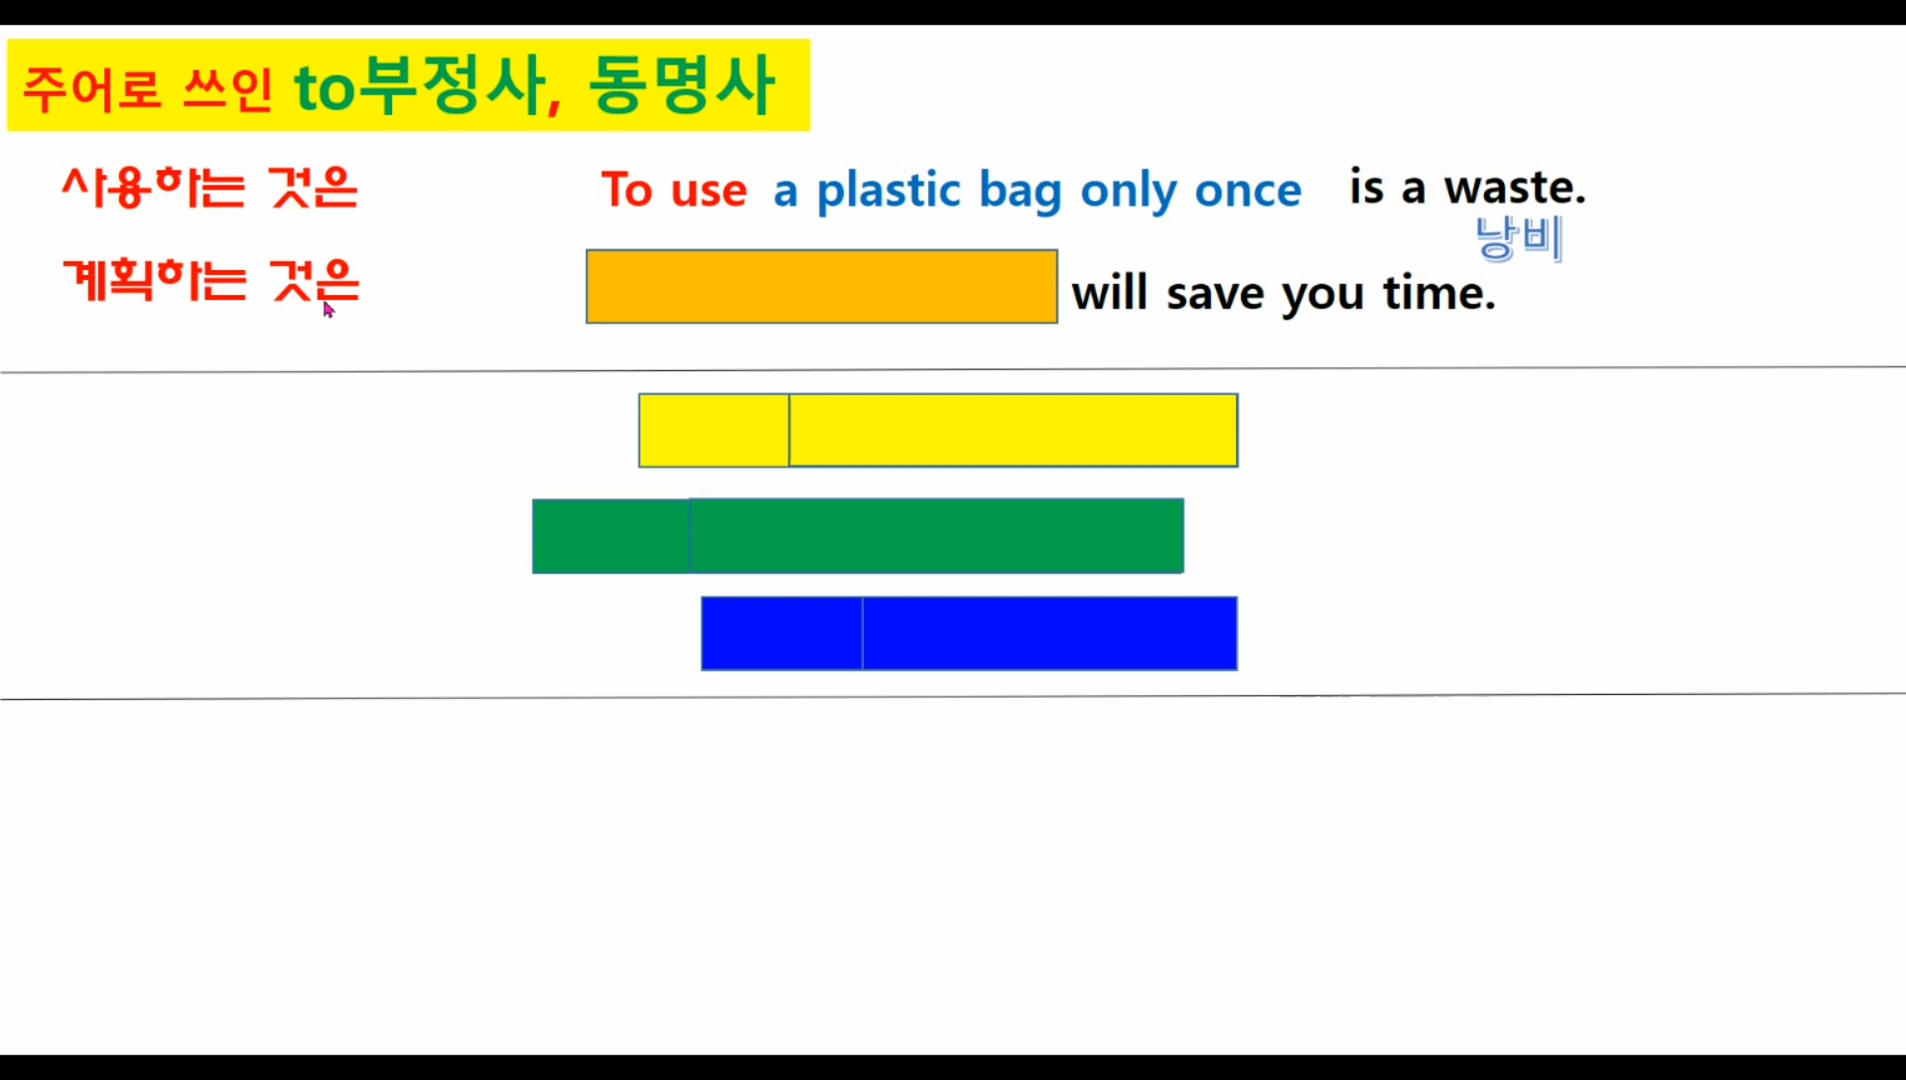 주어로 쓰인 to부정사, 동명사
사용하는 것은 To use a plastic bag only once is a waste.
낭비
계획하는 것은 will save you time.